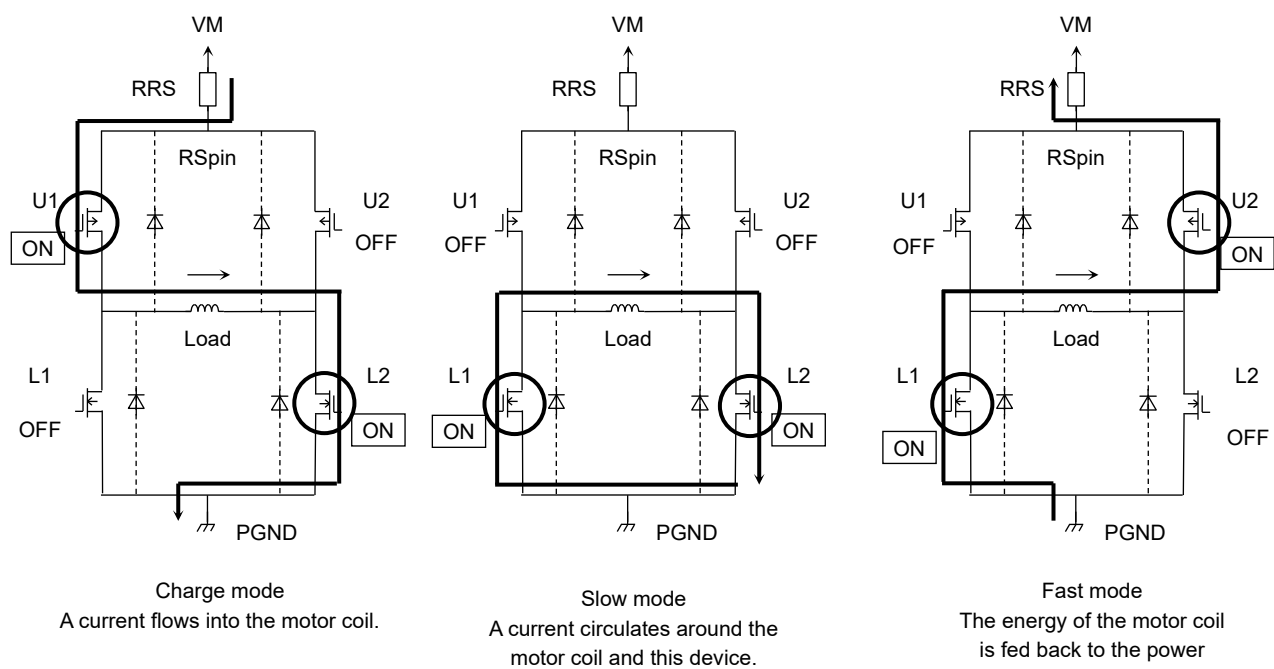 VM
RRS
RSpin
U1
ON
U2
OFF
Load
L1
OFF
L2
ON
PGND
Charge mode
A current flows into the motor coil.
VM
RRS
RSpin
U1
OFF
U2
OFF
Load
L1
ON
L2
ON
PGND
Slow mode
A current circulates around the
motor coil and this device.
VM
RRS
RSpin
U1
OFF
U2
ON
Load
L1
ON
L2
OFF
PGND
Fast mode
The energy of the motor coil
is fed back to the power